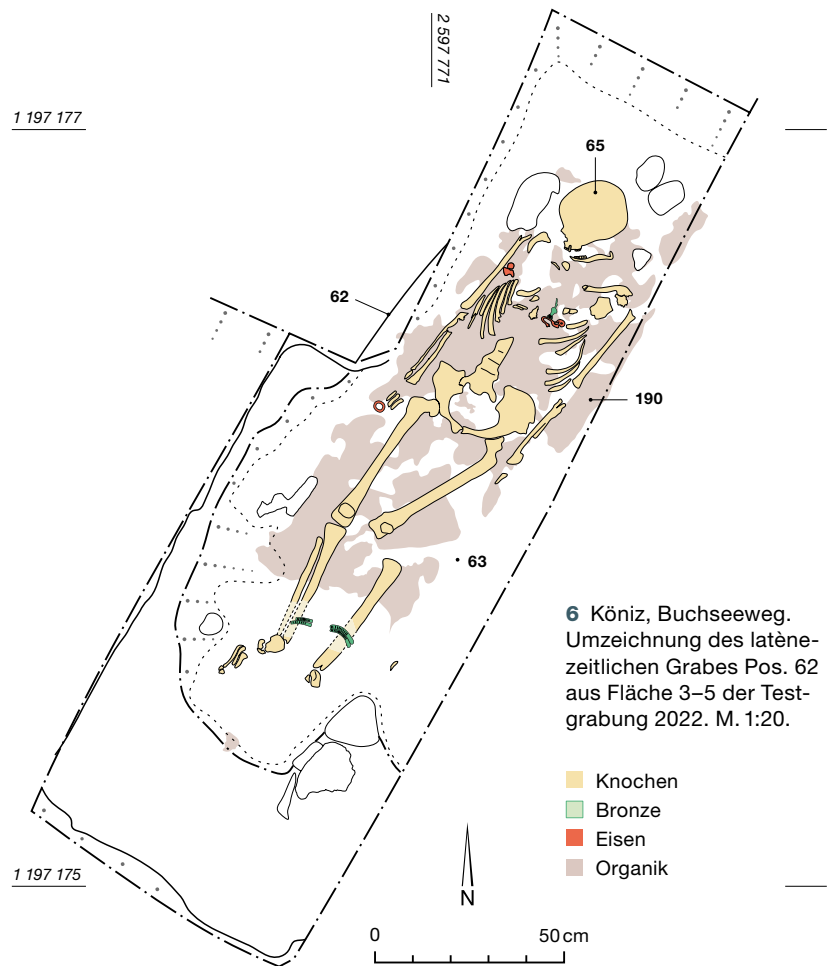 2 597 771
1 197 177
65
62
190
63
6 Köniz, Buchseeweg.
Umzeichnung des latène-
zeitlichen Grabes Pos. 62
aus Fläche 3–5 der Test-
grabung 2022. M. 1:20.
Knochen
Bronze
Eisen
Organik
1 197 175
N
0 50 cm